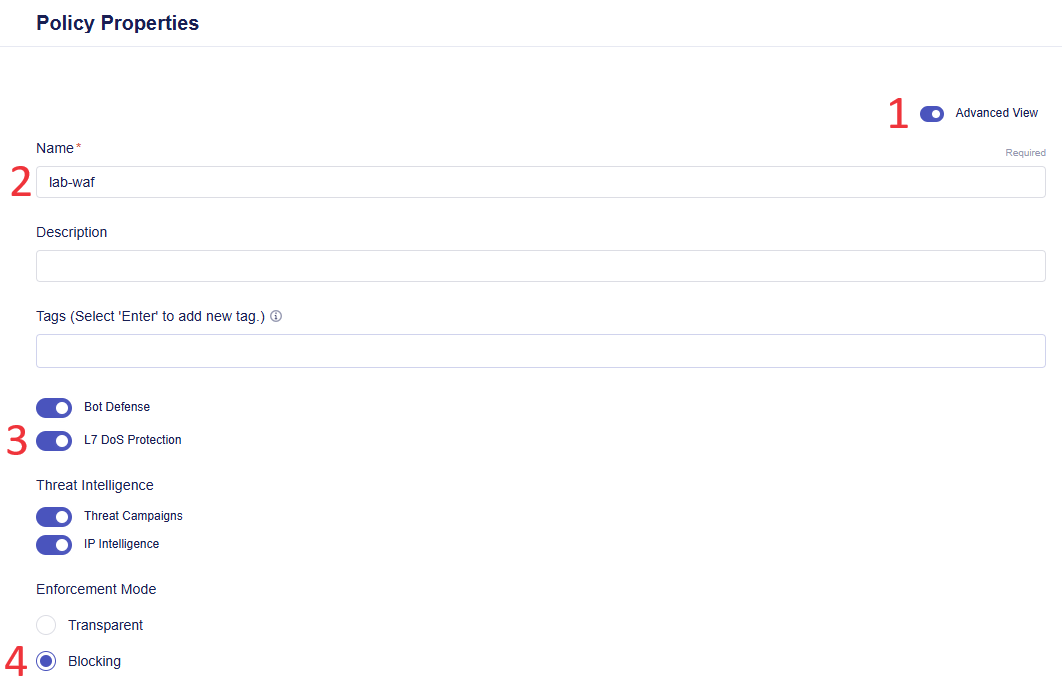 Policy Properties
1 Advanced View
Name*
Required
2 lab-waf
Description
Tags (Select 'Enter' to add new tag.)
Bot Defense
3 L7 DoS Protection
Threat Intelligence
Threat Campaigns
IP Intelligence
Enforcement Mode
Transparent
4 Blocking